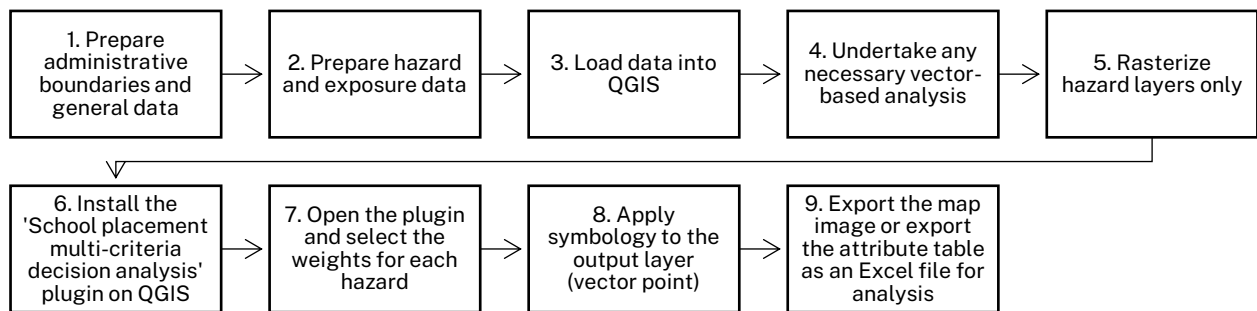 1. Prepare
administrative
boundaries and
general data
2. Prepare hazard
and exposure data
3. Load data into
QGIS
4. Undertake any
necessary vector-
based analysis
5. Rasterize
hazard layers only
6. Install the
'School placement
multi-criteria
decision analysis'
plugin on QGIS
7. Open the plugin
and select the
weights for each
hazard
8. Apply
symbology to the
output layer
(vector point)
9. Export the map
image or export
the attribute table
as an Excel file for
analysis